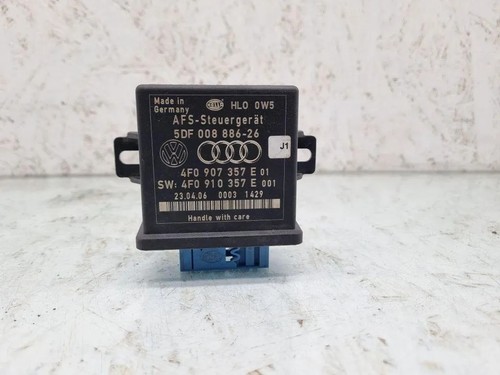 Made in
Germany
HELLA
HLO 0W5
AFS-Steuergerät
5DF 008 886-26
J1
4F0 907 357 E 01
SW: 4F0 910 357 E 001
23.04.06 0003 1429
Handle with care